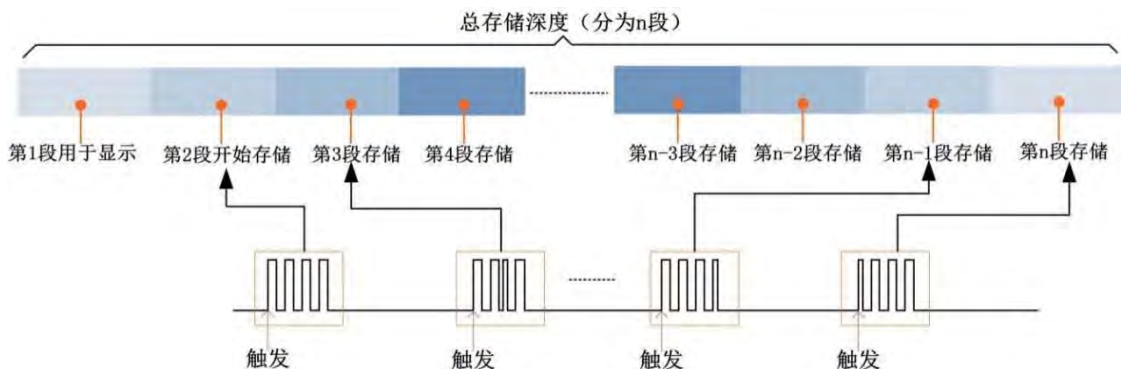 总存储深度（分为n段）
第1段用于显示
第2段开始存储
第3段存储
第4段存储
第n-3段存储
第n-2段存储
第n-1段存储
第n段存储
触发
触发
触发
触发